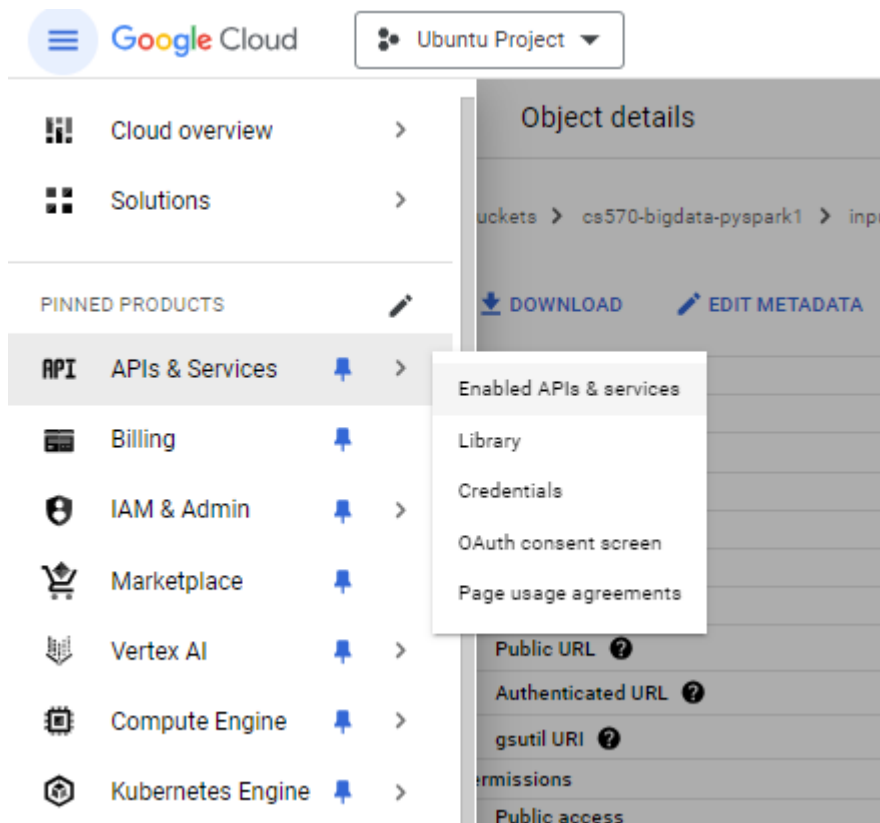 Google Cloud
Ubuntu Project
Cloud overview
Solutions
PINNED PRODUCTS
API APIs & Services
Billing
IAM & Admin
Marketplace
Vertex AI
Compute Engine
Kubernetes Engine
Enabled APIs & services
Library
Credentials
OAuth consent screen
Page usage agreements
Object details
uckets > cs570-bigdata-pyspark1 > inpu
DOWNLOAD EDIT METADATA
Public URL
Authenticated URL
gsutil URI
ermissions
Public access